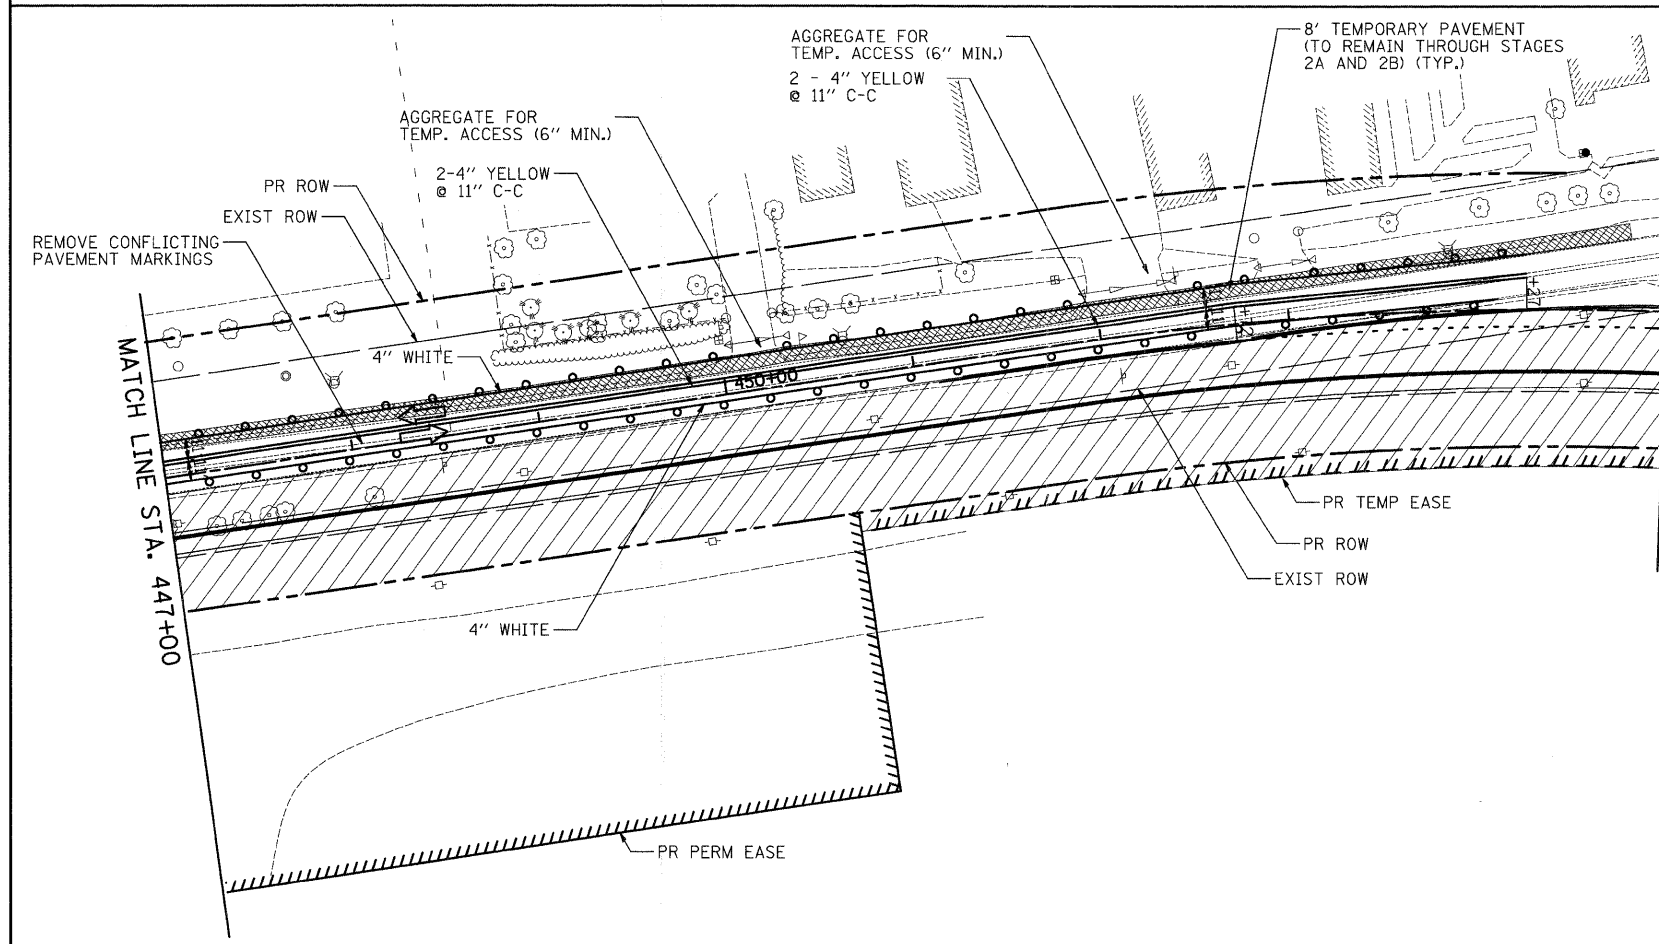 8' TEMPORARY PAVEMENT
(TO REMAIN THROUGH STAGES
2A AND 2B) (TYP.)
AGGREGATE FOR
TEMP. ACCESS (6" MIN.)
2 - 4" YELLOW
@ 11" C-C
AGGREGATE FOR
TEMP. ACCESS (6" MIN.)
2-4" YELLOW
@ 11" C-C
PR ROW
EXIST ROW
REMOVE CONFLICTING
PAVEMENT MARKINGS
4" WHITE
450+00
+27
MATCH LINE STA. 447+00
PR TEMP EASE
PR ROW
EXIST ROW
4" WHITE
PR PERM EASE